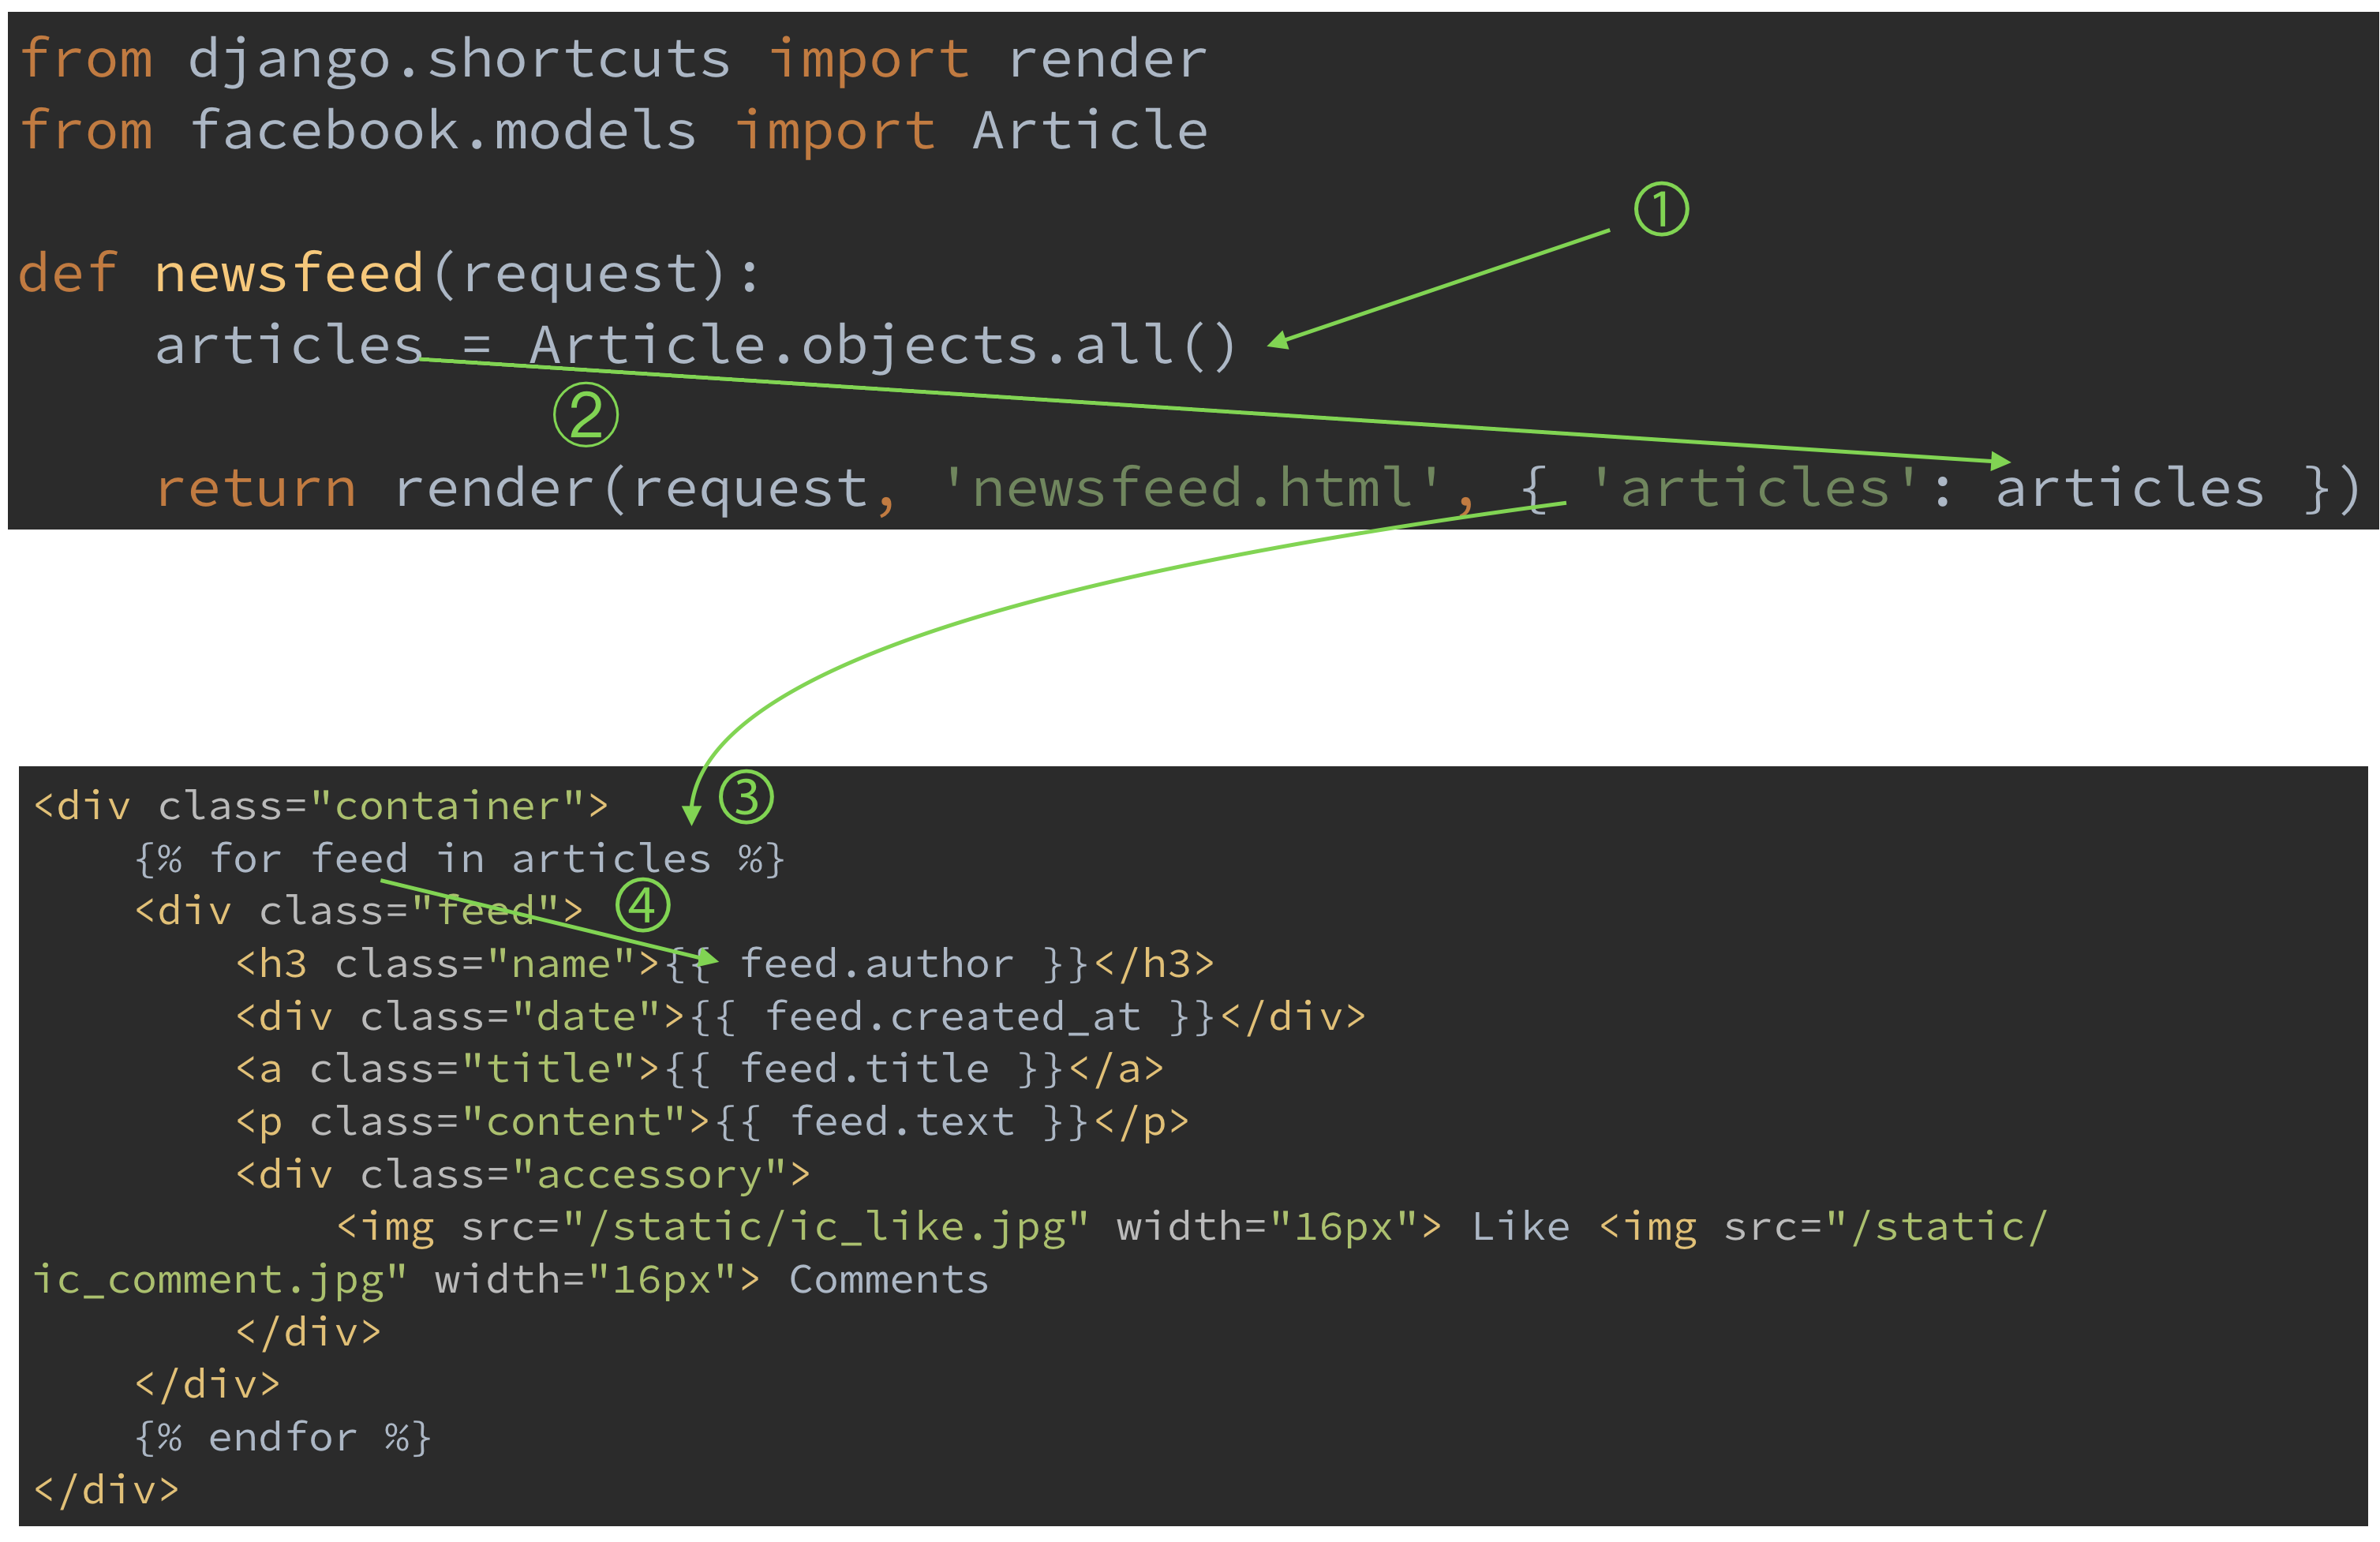 from django.shortcuts import render
from facebook.models import Article
①
def newsfeed(request):
    articles = Article.objects.all()
②
    return render(request, 'newsfeed.html', { 'articles': articles })
③
<div class="container">
    {% for feed in articles %}
④
    <div class="feed">
        <h3 class="name">{{ feed.author }}</h3>
        <div class="date">{{ feed.created_at }}</div>
        <a class="title">{{ feed.title }}</a>
        <p class="content">{{ feed.text }}</p>
        <div class="accessory">
            <img src="/static/ic_like.jpg" width="16px"> Like <img src="/static/
ic_comment.jpg" width="16px"> Comments
        </div>
    </div>
    {% endfor %}
</div>